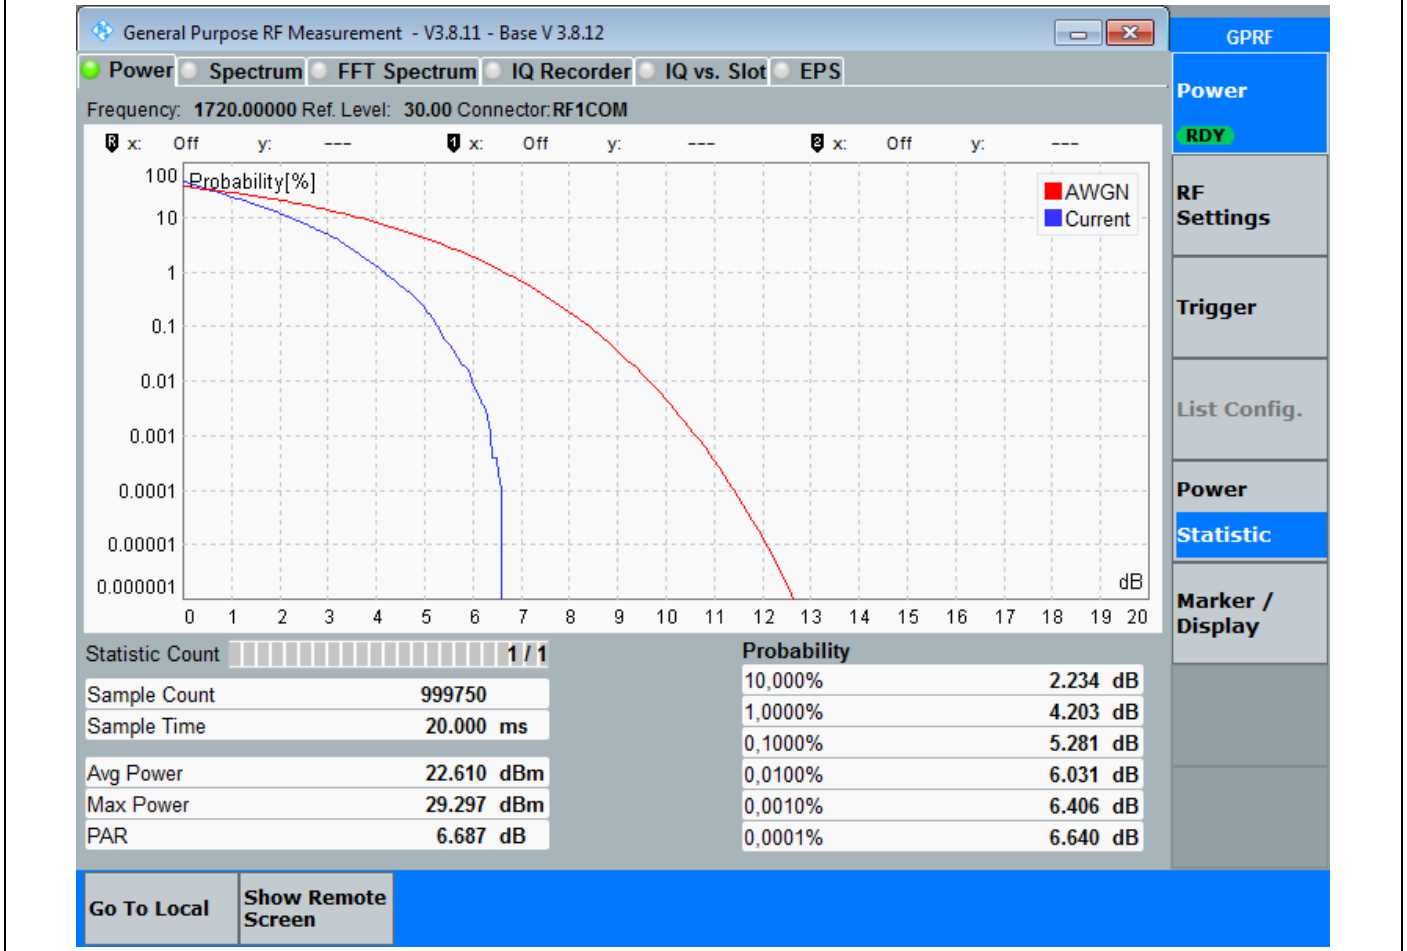 General Purpose RF Measurement - V3.8.11 - Base V 3.8.12
GPRF
Power Spectrum FFT Spectrum IQ Recorder IQ vs. Slot EPS
Frequency: 1720.00000 Ref. Level: 30.00 Connector:RF1COM
R x: Off y: --- 1 x: Off y: --- 2 x: Off y: ---
Probability[%]
AWGN
Current
100
10
1
0.1
0.01
0.001
0.0001
0.00001
0.000001
dB
0 1 2 3 4 5 6 7 8 9 10 11 12 13 14 15 16 17 18 19 20
Statistic Count 1 / 1
Sample Count 999750
Sample Time 20.000 ms
Avg Power 22.610 dBm
Max Power 29.297 dBm
PAR 6.687 dB
Probability
10,000% 2.234 dB
1,0000% 4.203 dB
0,1000% 5.281 dB
0,0100% 6.031 dB
0,0010% 6.406 dB
0,0001% 6.640 dB
Power
RDY
RF
Settings
Trigger
List Config.
Power
Statistic
Marker /
Display
Go To Local
Show Remote
Screen